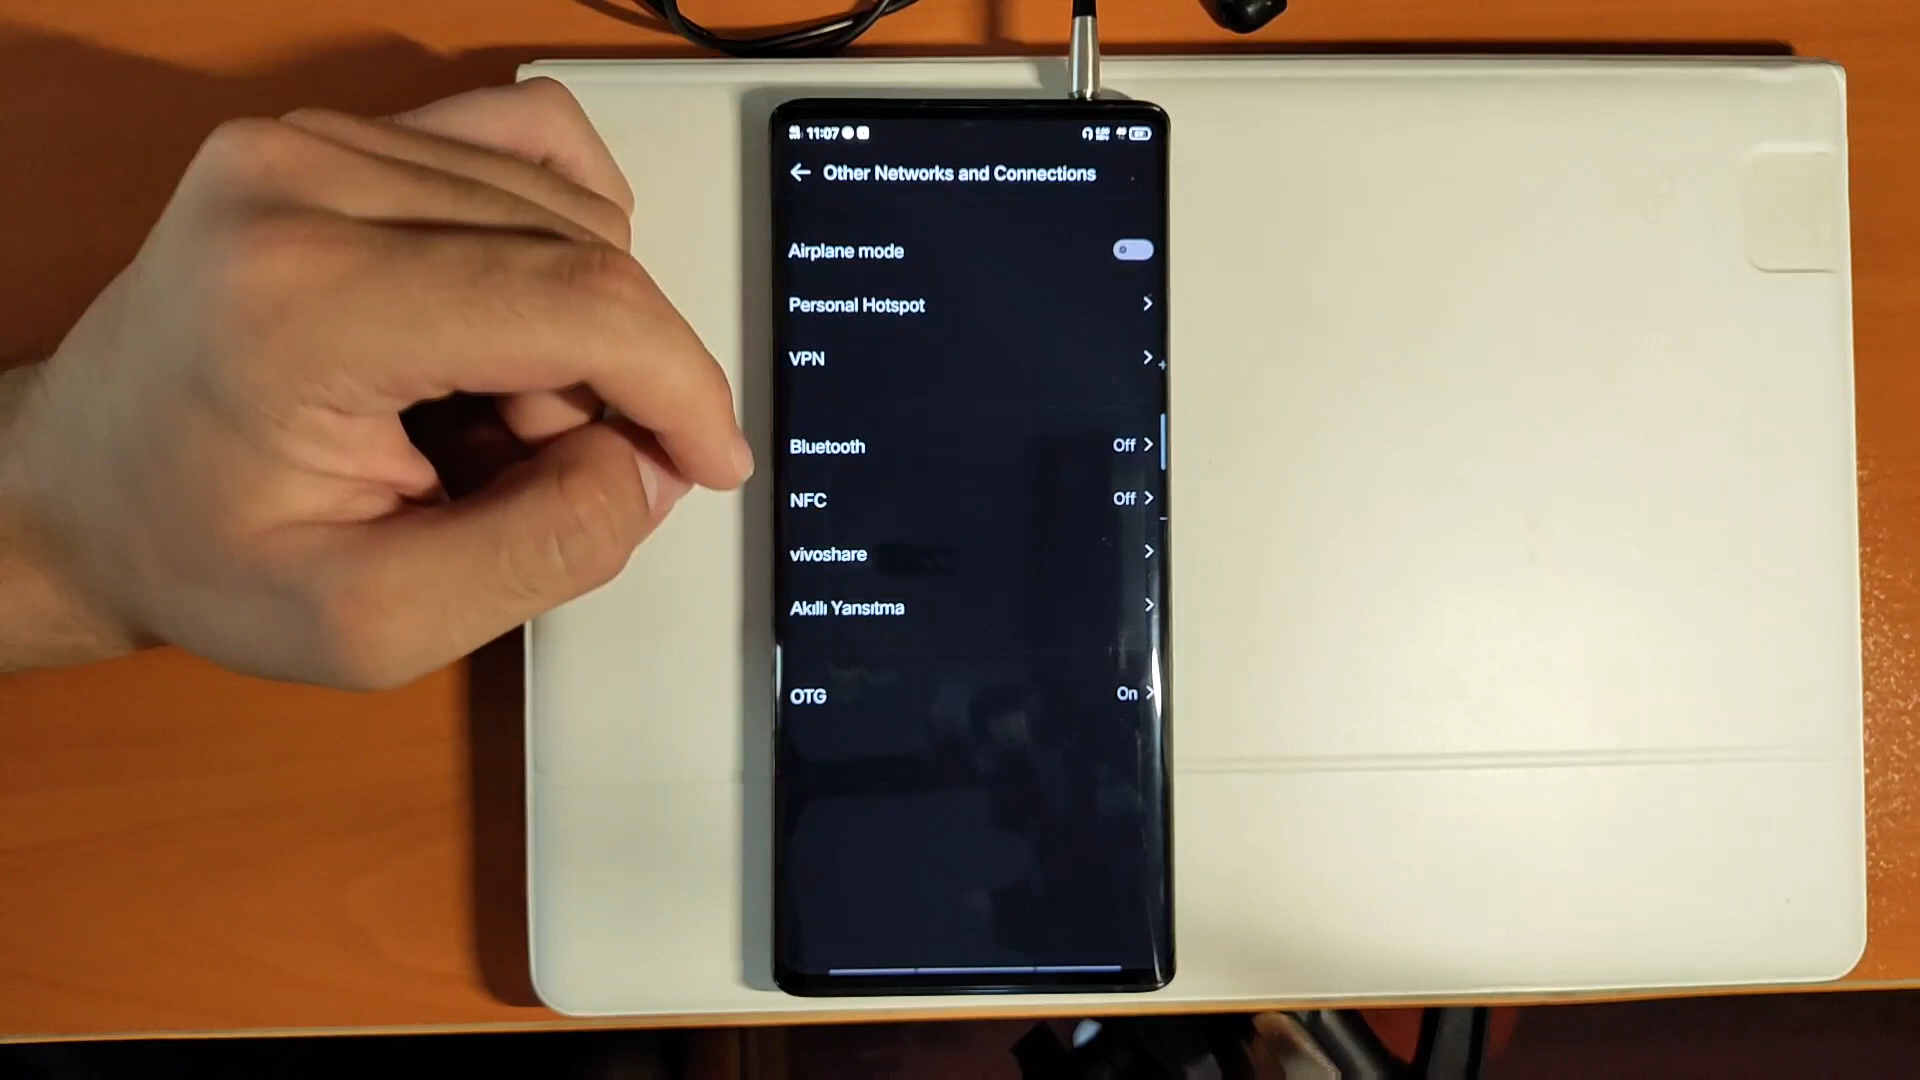 11:07
Other Networks and Connections
Airplane mode
Personal Hotspot
VPN
Bluetooth Off
NFC Off
vivoshare
Akıllı Yansıtma
OTG On